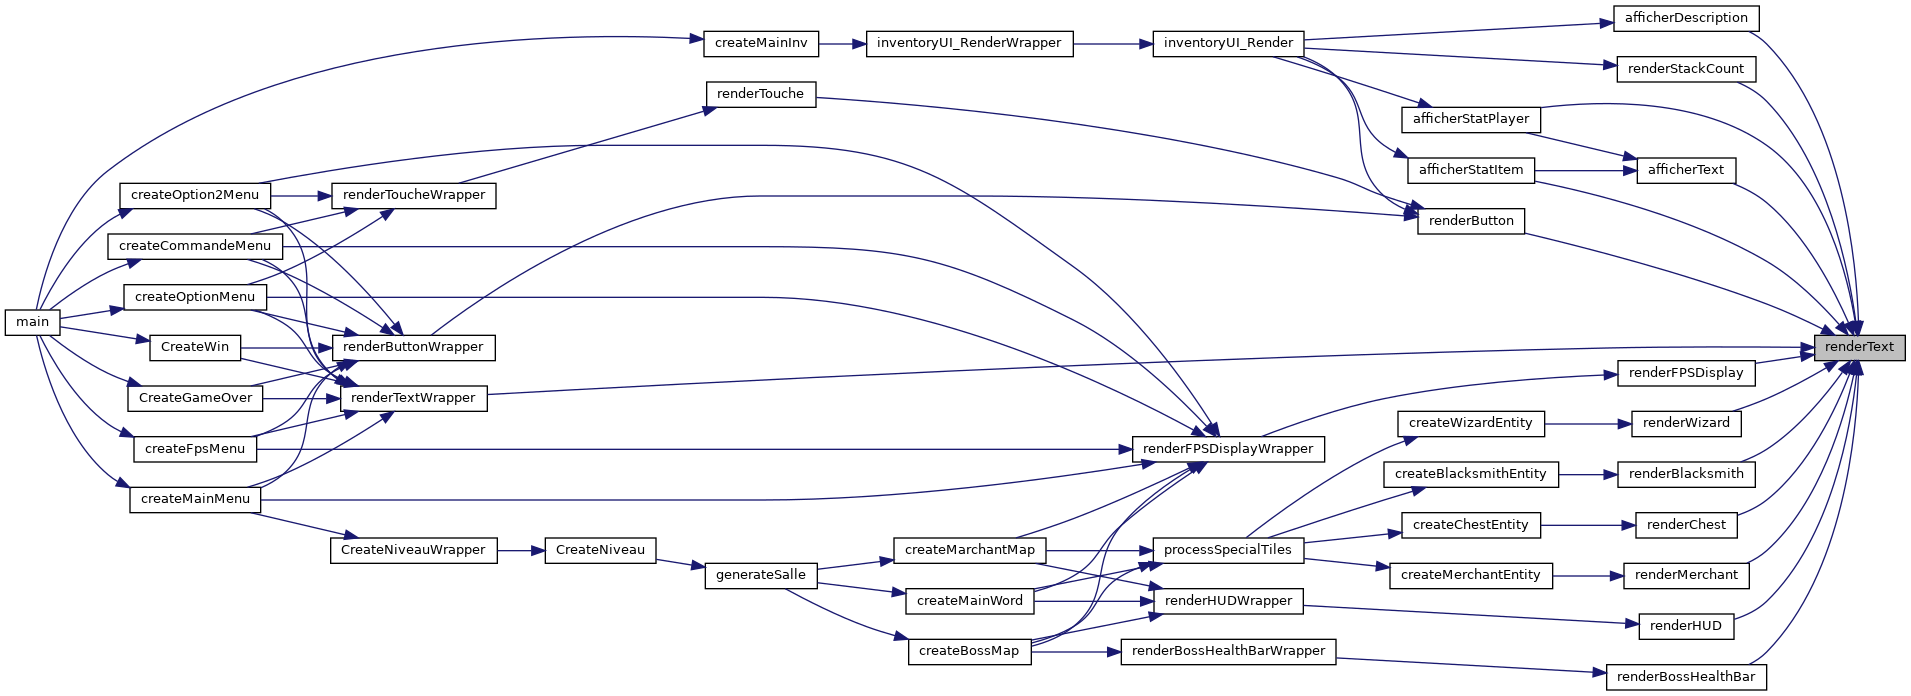 afficherDescription
createMainInv
inventoryUI_RenderWrapper
inventoryUI_Render
renderStackCount
renderTouche
afficherStatPlayer
afficherStatItem
afficherText
createOption2Menu
renderToucheWrapper
renderButton
createCommandeMenu
createOptionMenu
main
CreateWin
renderButtonWrapper
renderText
renderFPSDisplay
CreateGameOver
renderTextWrapper
createWizardEntity
renderWizard
createFpsMenu
renderFPSDisplayWrapper
createBlacksmithEntity
renderBlacksmith
createMainMenu
createChestEntity
renderChest
CreateNiveauWrapper
CreateNiveau
createMarchantMap
processSpecialTiles
generateSalle
createMerchantEntity
renderMerchant
createMainWord
renderHUDWrapper
renderHUD
createBossMap
renderBossHealthBarWrapper
renderBossHealthBar